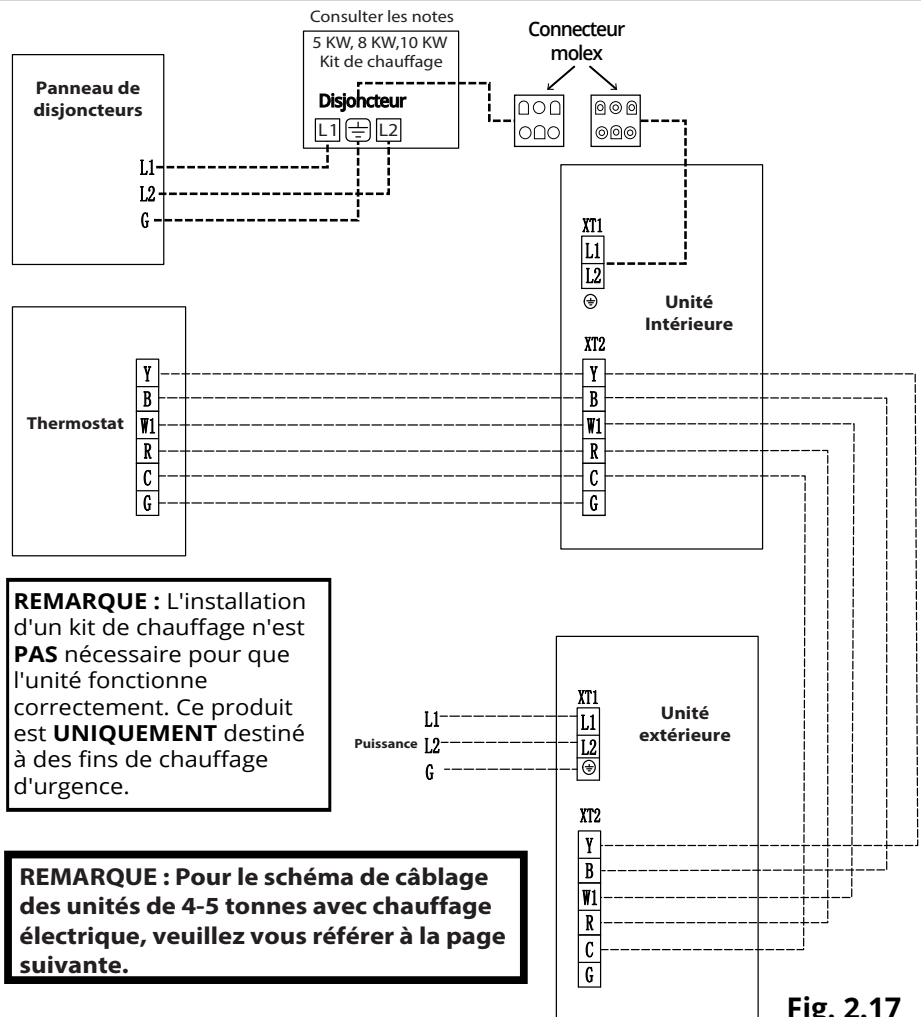 Consulter les notes
5 KW, 8 KW,10 KW
Kit de chauffage
Disjoncteur
L1
L2
Connecteur
molex
Panneau de
disjoncteurs
L1
L2
G
XT1
L1
L2
Unité
Intérieure
XT2
Y
B
W1
R
C
G
Thermostat
Y
B
W1
R
C
G
REMARQUE : L'installation
d'un kit de chauffage n'est
PAS nécessaire pour que
l'unité fonctionne
correctement. Ce produit
est UNIQUEMENT destiné
à des fins de chauffage
d'urgence.
Puissance
L1
L2
G
XT1
L1
L2
Unité
extérieure
XT2
Y
B
W1
R
C
G
REMARQUE : Pour le schéma de câblage
des unités de 4-5 tonnes avec chauffage
électrique, veuillez vous référer à la page
suivante.
Fig. 2.17